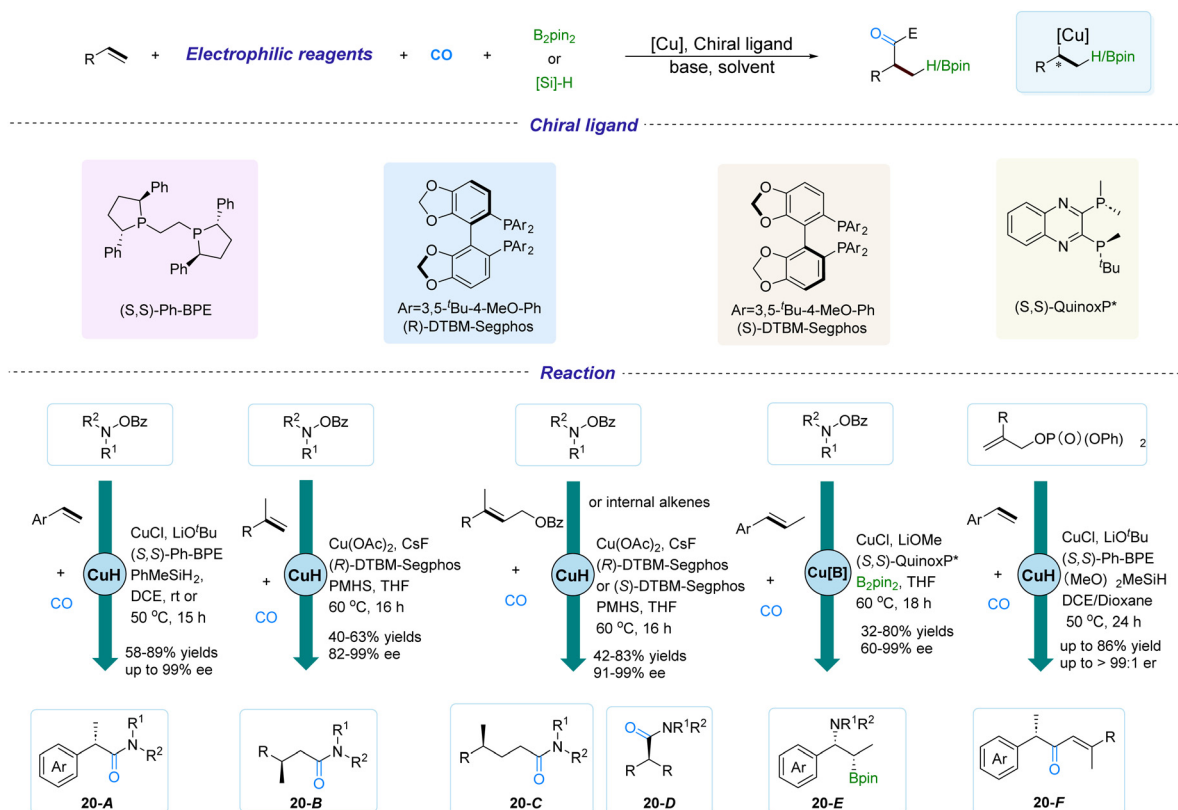 R
+
Electrophilic reagents
+
CO
+
B2pin2
or
[Si]-H
[Cu], Chiral ligand
base, solvent
O
E
R
H/Bpin
[Cu]
R
*
H/Bpin
Chiral ligand
Ph
P
Ph
P
Ph
Ph
(S,S)-Ph-BPE
O
O
PAr2
PAr2
O
O
Ar=3,5-tBu-4-MeO-Ph
(R)-DTBM-Segphos
O
O
PAr2
PAr2
O
O
Ar=3,5-tBu-4-MeO-Ph
(S)-DTBM-Segphos
N
P
N
P
tBu
(S,S)-QuinoxP*
Reaction
R2
N
OBz
R1
Ar
+
CO
CuH
CuCl, LiOtBu
(S,S)-Ph-BPE
PhMeSiH2,
DCE, rt or
50 oC, 15 h
58-89% yields
up to 99% ee
Ar
N
R1
R2
O
20-A
R2
N
OBz
R1
R
+
CO
CuH
Cu(OAc)2, CsF
(R)-DTBM-Segphos
PMHS, THF
60 oC, 16 h
40-63% yields
82-99% ee
R
N
R1
R2
O
20-B
R2
N
OBz
R1
R
OBz
or internal alkenes
+
CO
CuH
Cu(OAc)2, CsF
(R)-DTBM-Segphos
or (S)-DTBM-Segphos
PMHS, THF
60 oC, 16 h
42-83% yields
91-99% ee
R
N
R1
R2
O
20-C
O
NR1R2
R
R
20-D
R2
N
OBz
R1
Ar
+
CO
Cu[B]
CuCl, LiOMe
(S,S)-QuinoxP*
B2pin2, THF
60 oC, 18 h
32-80% yields
60-99% ee
NR1R2
Ar
Bpin
20-E
R
OP(O)(OPh) 2
Ar
+
CO
CuH
CuCl, LiOtBu
(S,S)-Ph-BPE
(MeO) 2MeSiH
DCE/Dioxane
50 oC, 24 h
up to 86% yield
up to > 99:1 er
Ar
O
R
20-F